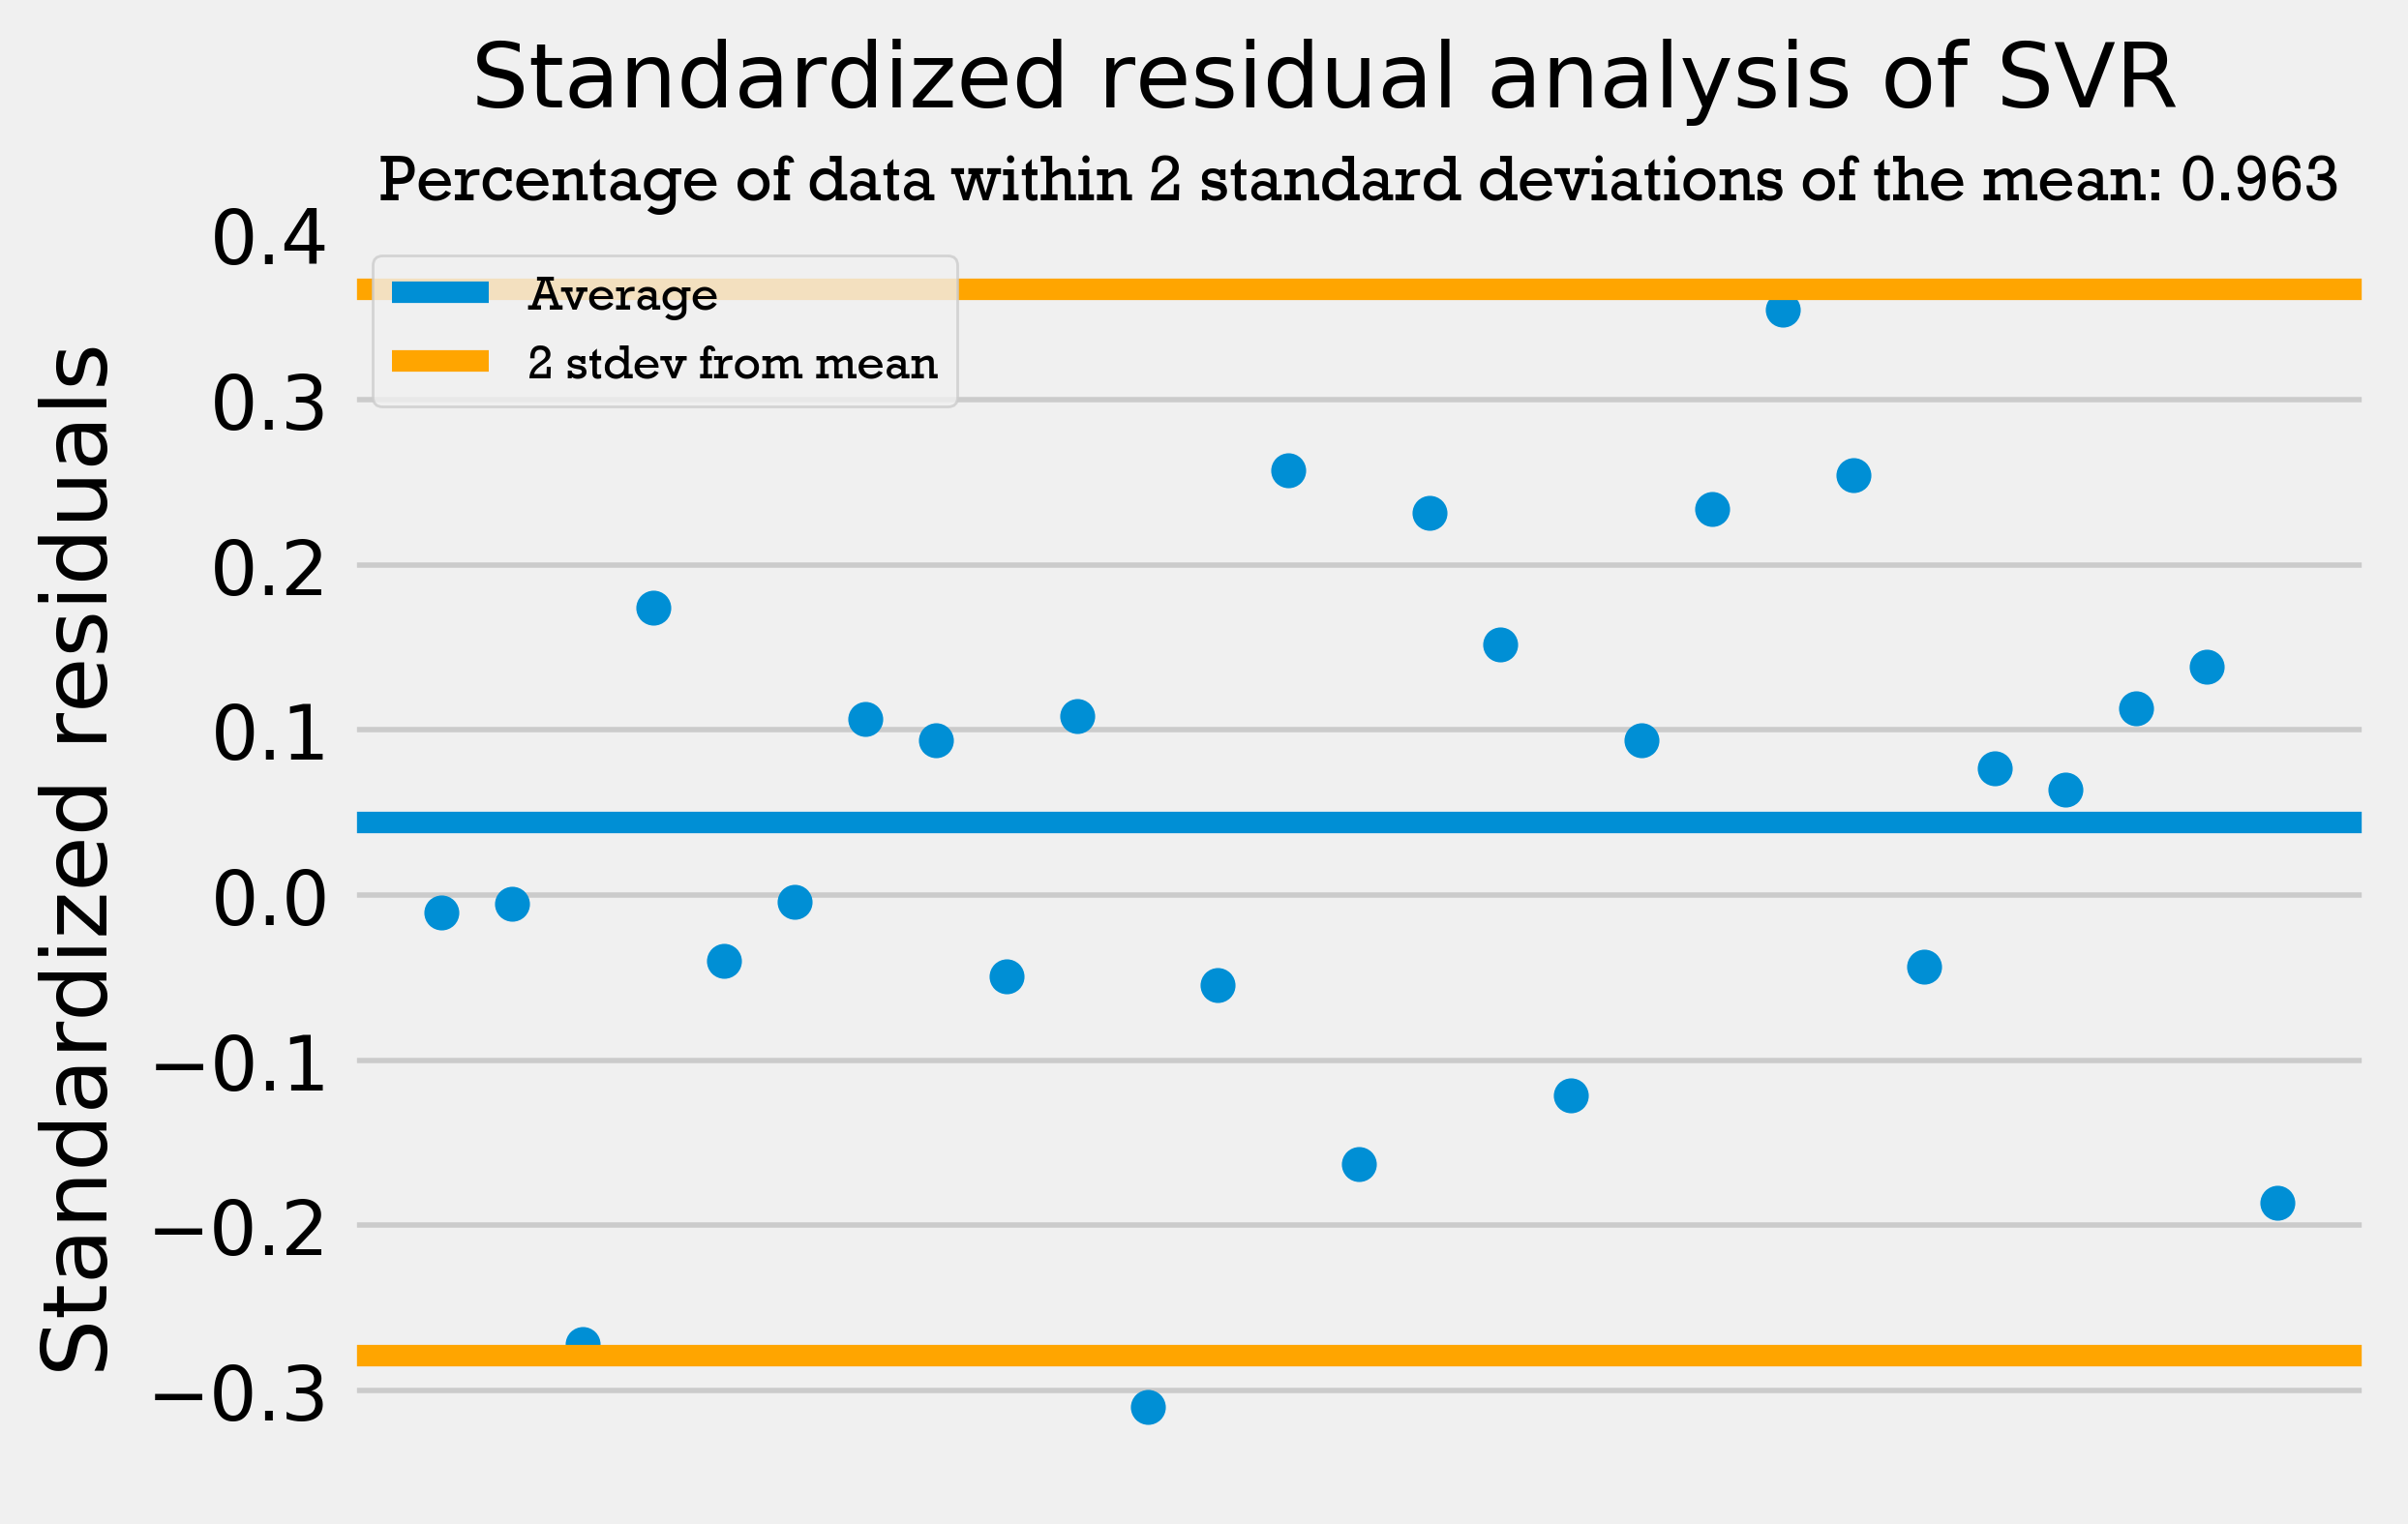 Standardized residual analysis of SVR
Percentage of data within 2 standard deviations of the mean: 0.963
0.4
Average
2 stdev from mean
0.3
0.2
0.1
0.0
−0.1
−0.2
−0.3
Standardized residuals